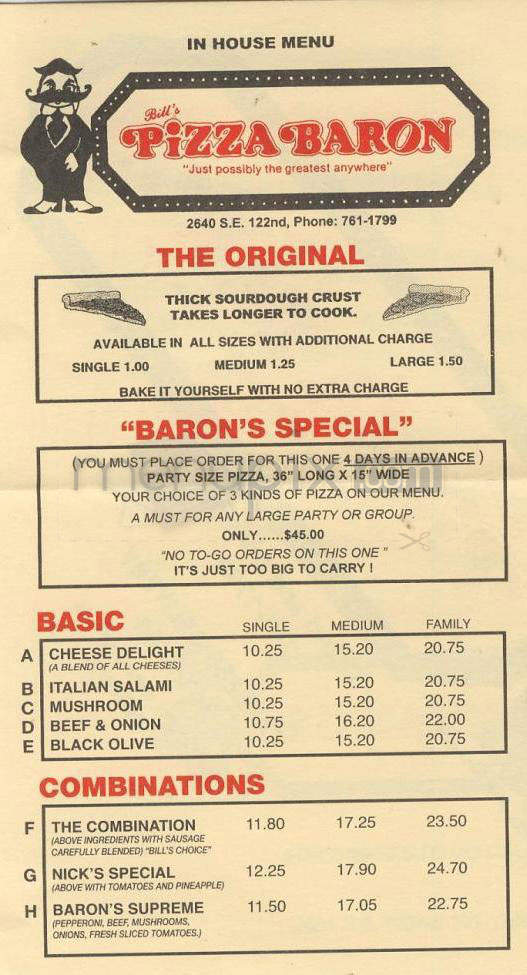 IN HOUSE MENU
Bill's
PIZZA BARON
"Just possibly the greatest anywhere"
2640 S.E. 122nd, Phone: 761-1799
THE ORIGINAL
THICK SOURDOUGH CRUST
TAKES LONGER TO COOK.
AVAILABLE IN ALL SIZES WITH ADDITIONAL CHARGE
SINGLE 1.00 MEDIUM 1.25 LARGE 1.50
BAKE IT YOURSELF WITH NO EXTRA CHARGE
"BARON'S SPECIAL"
(YOU MUST PLACE ORDER FOR THIS ONE 4 DAYS IN ADVANCE )
PARTY SIZE PIZZA, 36" LONG X 15" WIDE
YOUR CHOICE OF 3 KINDS OF PIZZA ON OUR MENU.
A MUST FOR ANY LARGE PARTY OR GROUP.
ONLY......$45.00
"NO TO-GO ORDERS ON THIS ONE "
IT'S JUST TOO BIG TO CARRY !
BASIC SINGLE MEDIUM FAMILY
A CHEESE DELIGHT 10.25 15.20 20.75
(A BLEND OF ALL CHEESES)
B ITALIAN SALAMI 10.25 15.20 20.75
C MUSHROOM 10.25 15.20 20.75
D BEEF & ONION 10.75 16.20 22.00
E BLACK OLIVE 10.25 15.20 20.75
COMBINATIONS
F THE COMBINATION 11.80 17.25 23.50
(ABOVE INGREDIENTS WITH SAUSAGE
CAREFULLY BLENDED) "BILL'S CHOICE"
G NICK'S SPECIAL 12.25 17.90 24.70
(ABOVE WITH TOMATOES AND PINEAPPLE)
H BARON'S SUPREME 11.50 17.05 22.75
(PEPPERONI, BEEF, MUSHROOMS,
ONIONS, FRESH SLICED TOMATOES.)